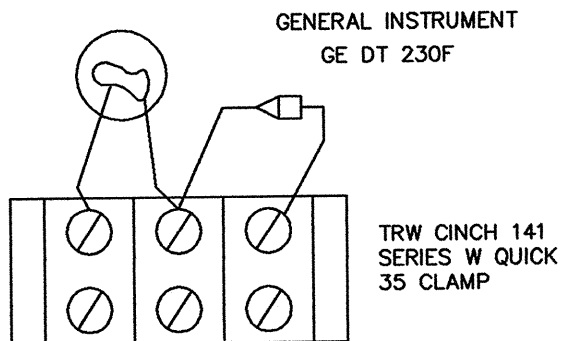 GENERAL INSTRUMENT
GE DT 230F
TRW CINCH 141
SERIES W QUICK
35 CLAMP